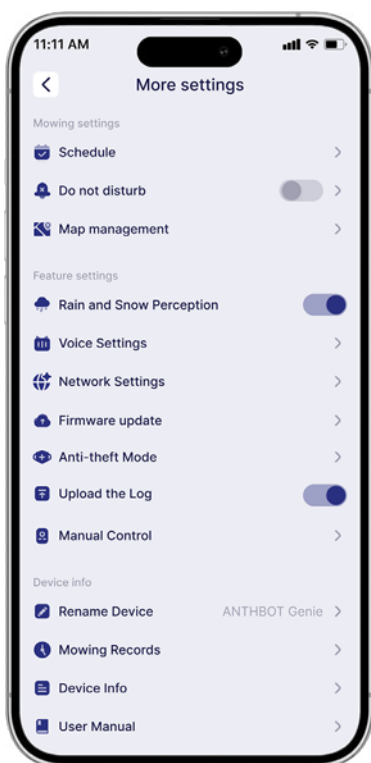 11:11 AM
More settings
Mowing settings
Schedule
Do not disturb
Map management
Feature settings
Rain and Snow Perception
Voice Settings
Network Settings
Firmware update
Anti-theft Mode
Upload the Log
Manual Control
Device info
Rename Device ANTHBOT Genie
Mowing Records
Device Info
User Manual